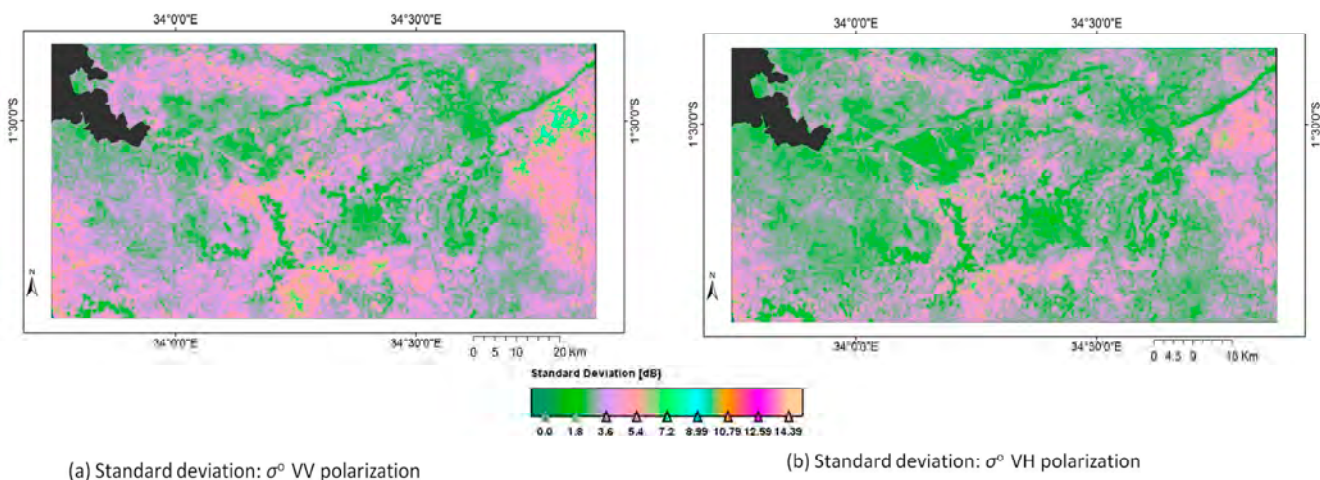 34°0'0"E 34°30'0"E
34°0'0"E 34°30'0"E
1°30'0"S 1°30'0"S
1°30'0"S 1°30'0"S
N
N
34°0'0"E 34°30'0"E
34°0'0"E 34°30'0"E
0 5 10 20 Km
0 4.5 9 18 Km
Standard Deviation [dB]
0.0 1.8 3.6 5.4 7.2 8.99 10.79 12.59 14.39
(a) Standard deviation: σ° VV polarization
(b) Standard deviation: σ° VH polarization